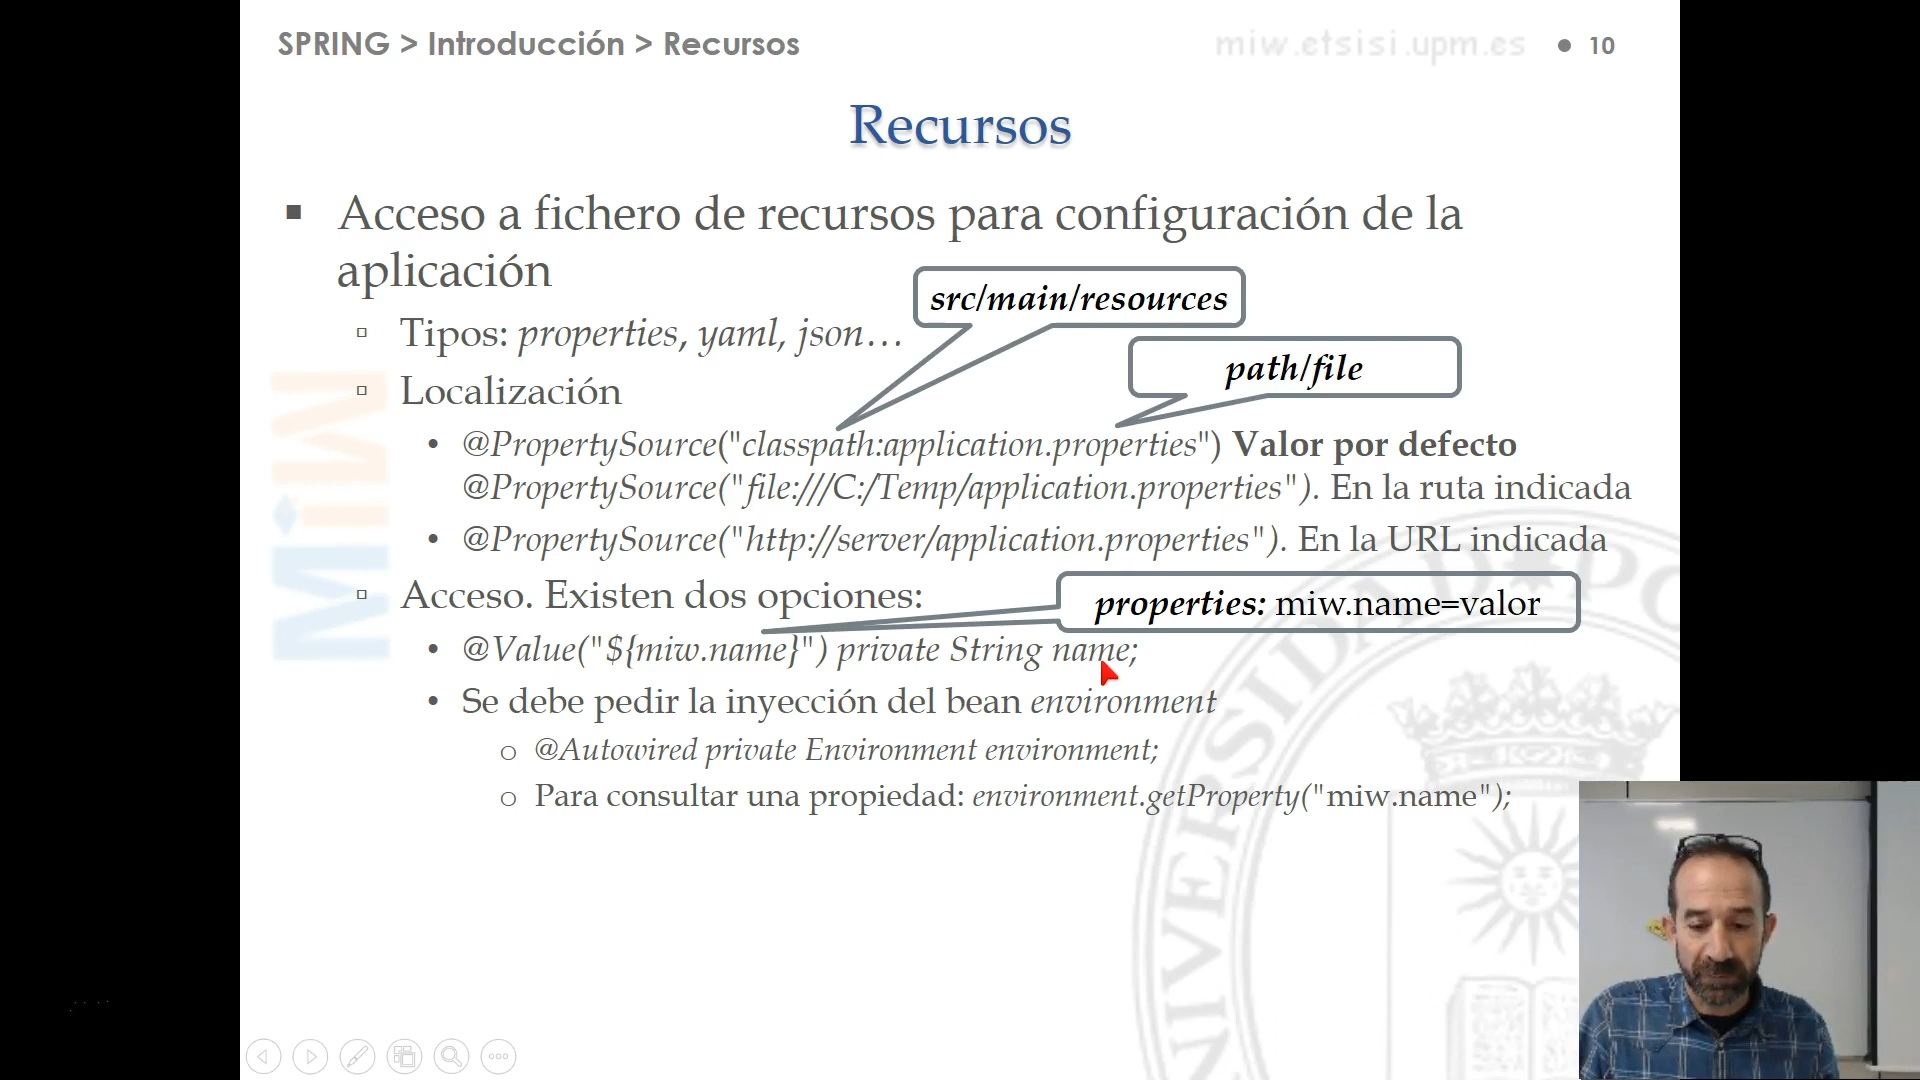 SPRING > Introducción > Recursos
miw.etsisi.upm.es
10
Recursos
Acceso a fichero de recursos para configuración de la
aplicación
src/main/resources
Tipos: properties, yaml, json…
path/file
Localización
@PropertySource("classpath:application.properties") Valor por defecto
@PropertySource("file:///C:/Temp/application.properties"). En la ruta indicada
@PropertySource("http://server/application.properties"). En la URL indicada
Acceso. Existen dos opciones:
properties: miw.name=valor
@Value("${miw.name}") private String name;
Se debe pedir la inyección del bean environment
@Autowired private Environment environment;
Para consultar una propiedad: environment.getProperty("miw.name");
MiW